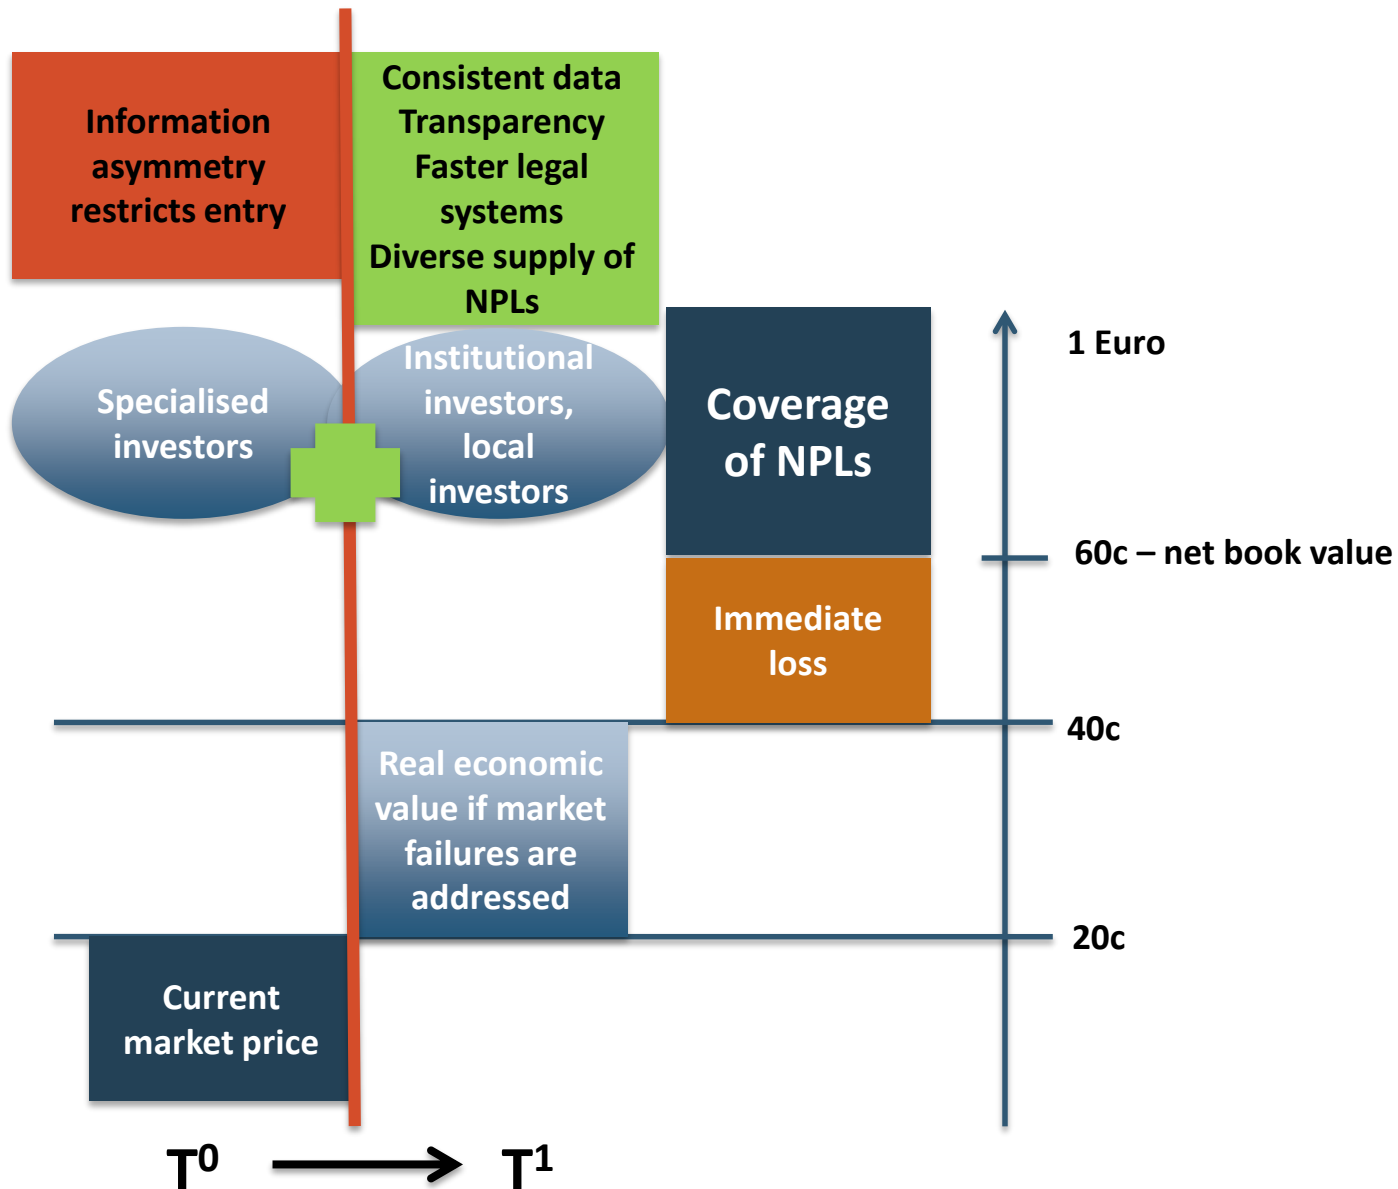 Information
asymmetry
restricts entry
Consistent data
Transparency
Faster legal
systems
Diverse supply of
NPLs
Specialised
investors
Institutional
investors,
local
investors
Coverage
of NPLs
1 Euro
60c – net book value
Immediate
loss
40c
Real economic
value if market
failures are
addressed
20c
Current
market price
T⁰
T¹